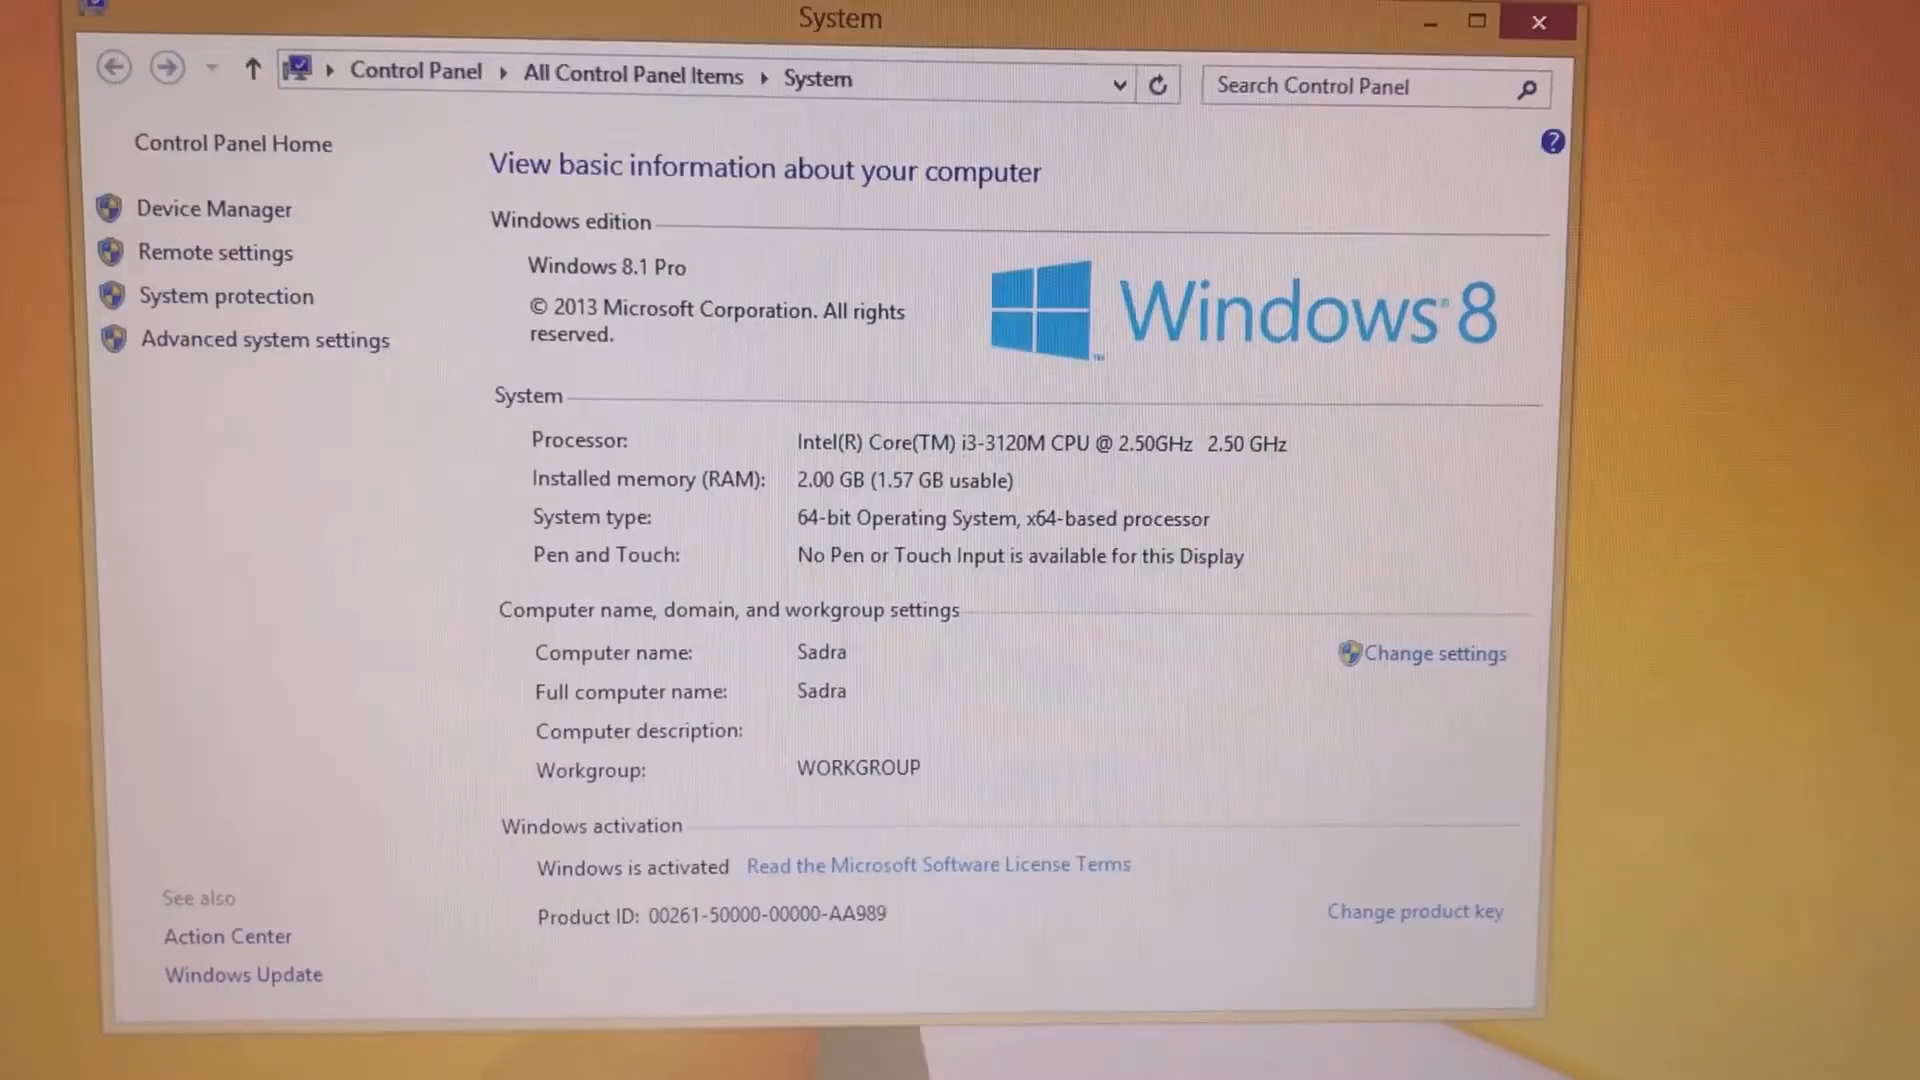 System
Control Panel
All Control Panel Items
System
Search Control Panel
Control Panel Home
Device Manager
Remote settings
System protection
Advanced system settings
See also
Action Center
Windows Update
View basic information about your computer
Windows edition
Windows 8.1 Pro
© 2013 Microsoft Corporation. All rights
reserved.
Windows® 8
System
Processor: Intel(R) Core(TM) i3-3120M CPU @ 2.50GHz 2.50 GHz
Installed memory (RAM): 2.00 GB (1.57 GB usable)
System type: 64-bit Operating System, x64-based processor
Pen and Touch: No Pen or Touch Input is available for this Display
Computer name, domain, and workgroup settings
Computer name: Sadra
Change settings
Full computer name: Sadra
Computer description:
Workgroup: WORKGROUP
Windows activation
Windows is activated Read the Microsoft Software License Terms
Product ID: 00261-50000-00000-AA989
Change product key